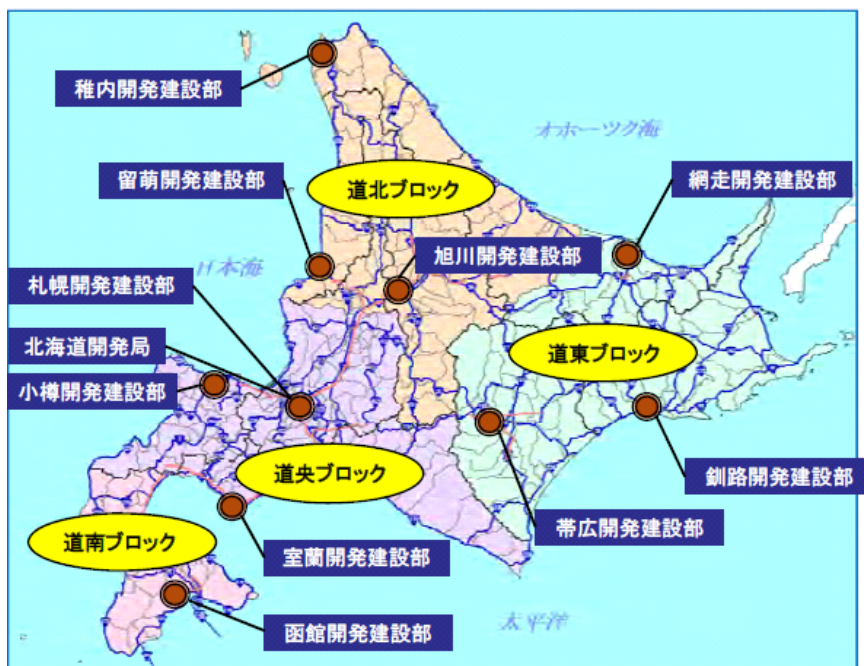 稚内開発建設部
オホーツク海
留萌開発建設部
道北ブロック
網走開発建設部
旭川開発建設部
日本海
札幌開発建設部
北海道開発局
道東ブロック
小樽開発建設部
道央ブロック
釧路開発建設部
帯広開発建設部
道南ブロック
室蘭開発建設部
函館開発建設部
太平洋